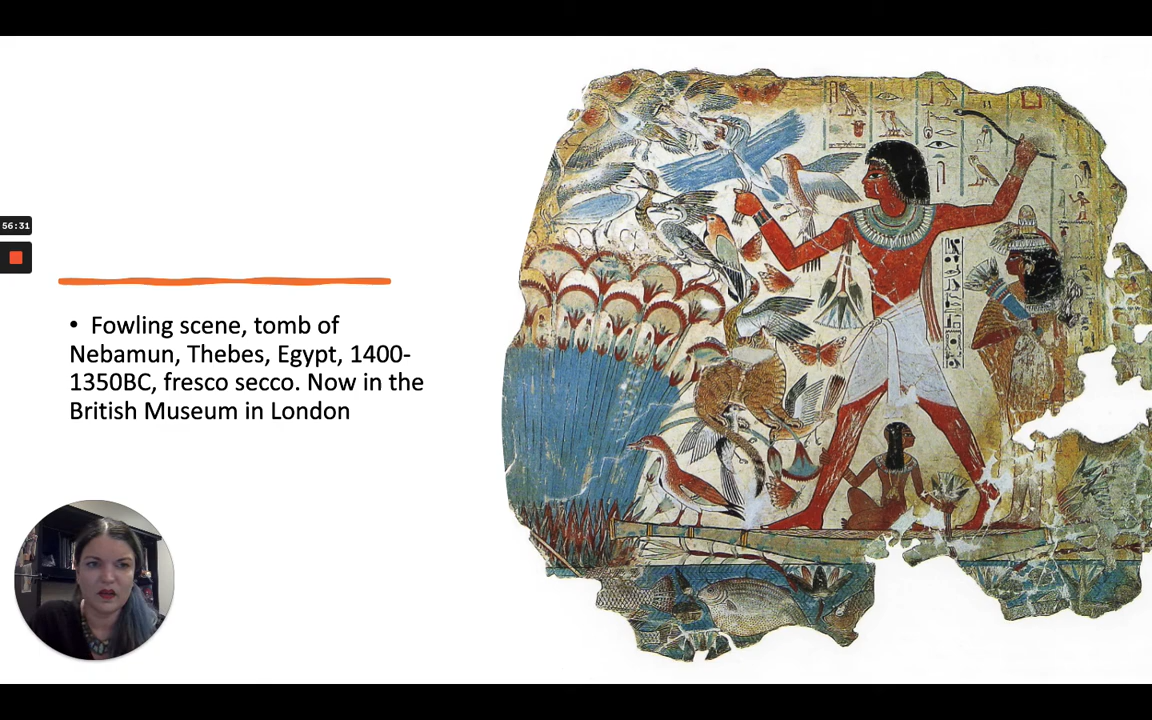 56:31
• Fowling scene, tomb of
Nebamun, Thebes, Egypt, 1400-
1350BC, fresco secco. Now in the
British Museum in London